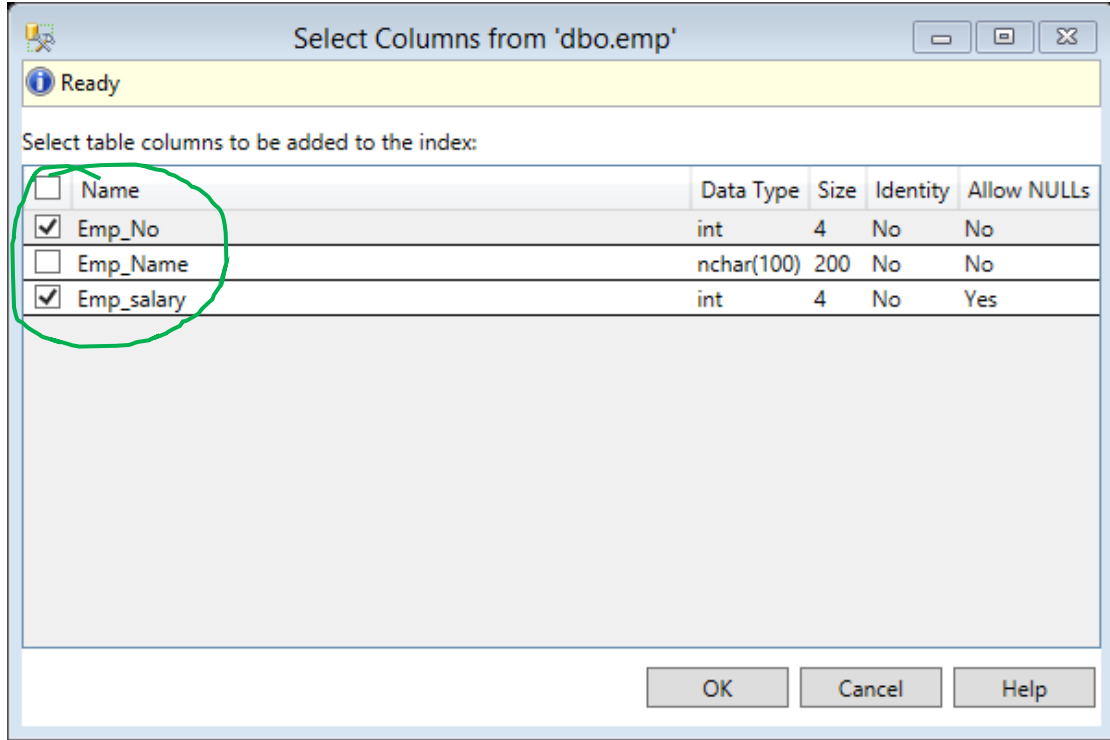 Select Columns from 'dbo.emp'
Ready
Select table columns to be added to the index:
Name Data Type Size Identity Allow NULLs
Emp_No int 4 No No
Emp_Name nchar(100) 200 No No
Emp_salary int 4 No Yes
OK Cancel Help